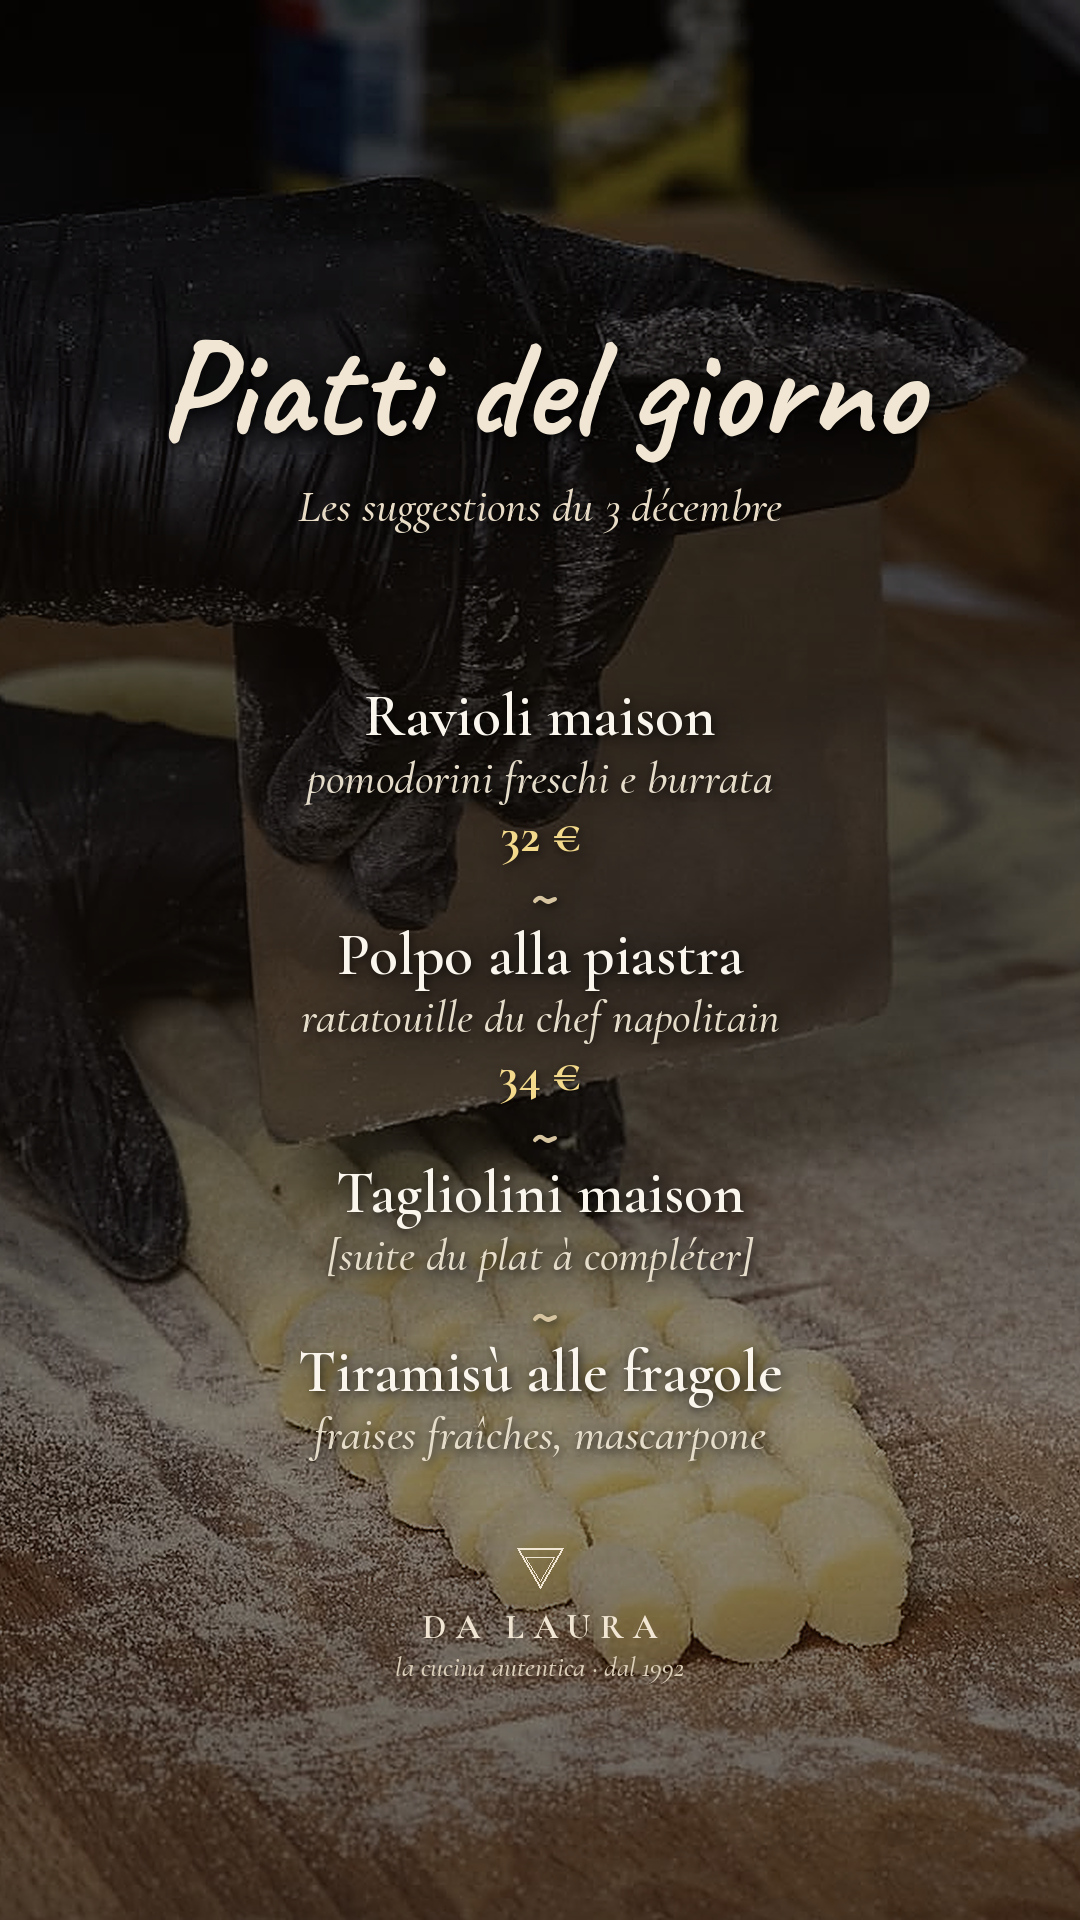 Piatti del giorno
Les suggestions du 3 décembre
Ravioli maison
pomodorini freschi e burrata
32 €
~
Polpo alla piastra
ratatouille du chef napolitain
34 €
~
Tagliolini maison
[suite du plat à compléter]
~
Tiramisù alle fragole
fraises fraîches, mascarpone
DA LAURA
la cucina autentica · dal 1992